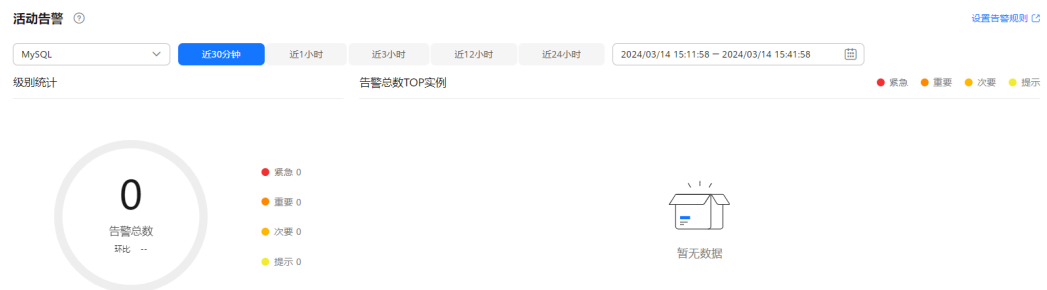 活动告警
设置告警规则
MySQL 近30分钟 近1小时 近3小时 近12小时 近24小时 2024/03/14 15:11:58 – 2024/03/14 15:41:58
级别统计 告警总数TOP实例 紧急 重要 次要 提示
0
告警总数
环比 --
紧急 0
重要 0
次要 0
提示 0
暂无数据